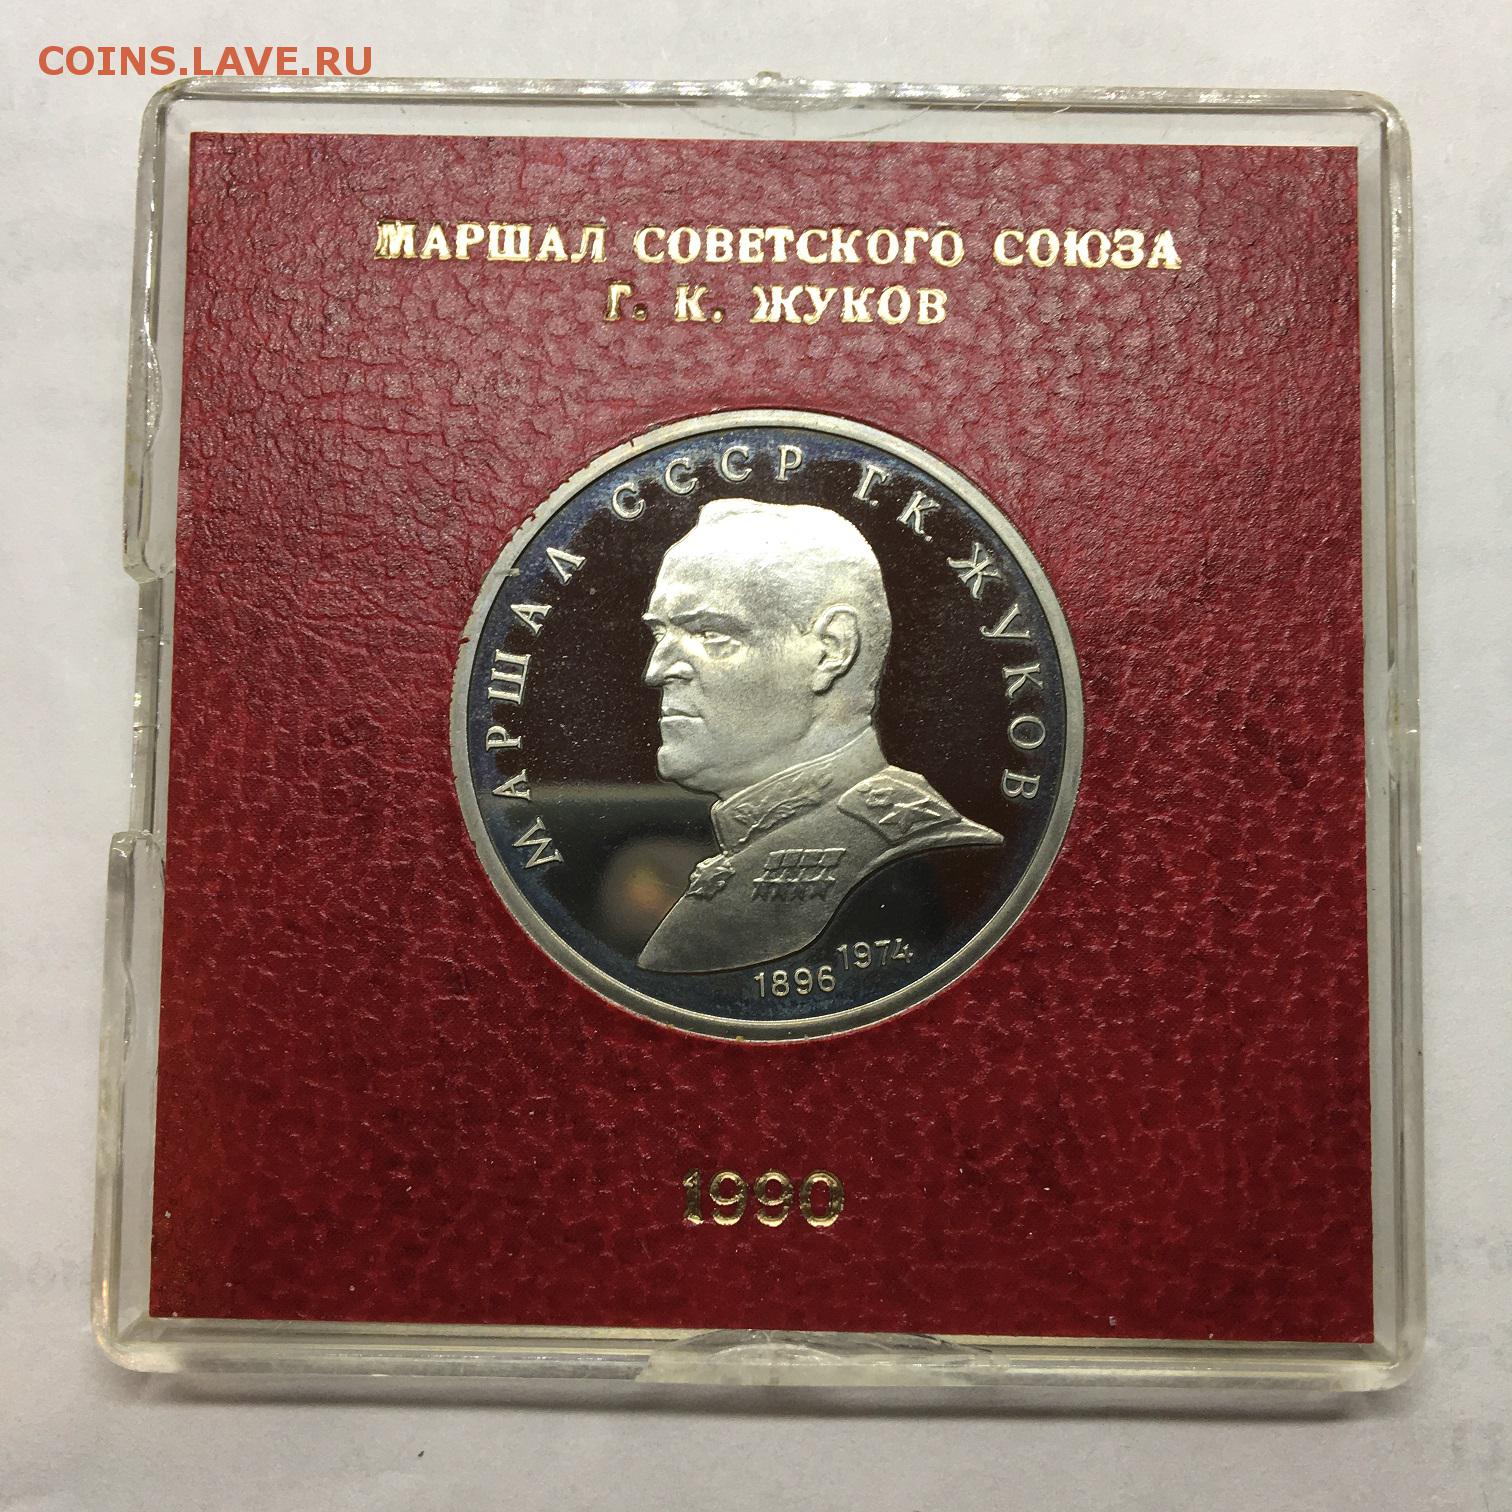 COINS.LAVE.RU
МАРШАЛ СОВЕТСКОГО СОЮЗА
Г. К. ЖУКОВ
МАРШАЛ СССР Г.К. ЖУКОВ
1896 1974
1990